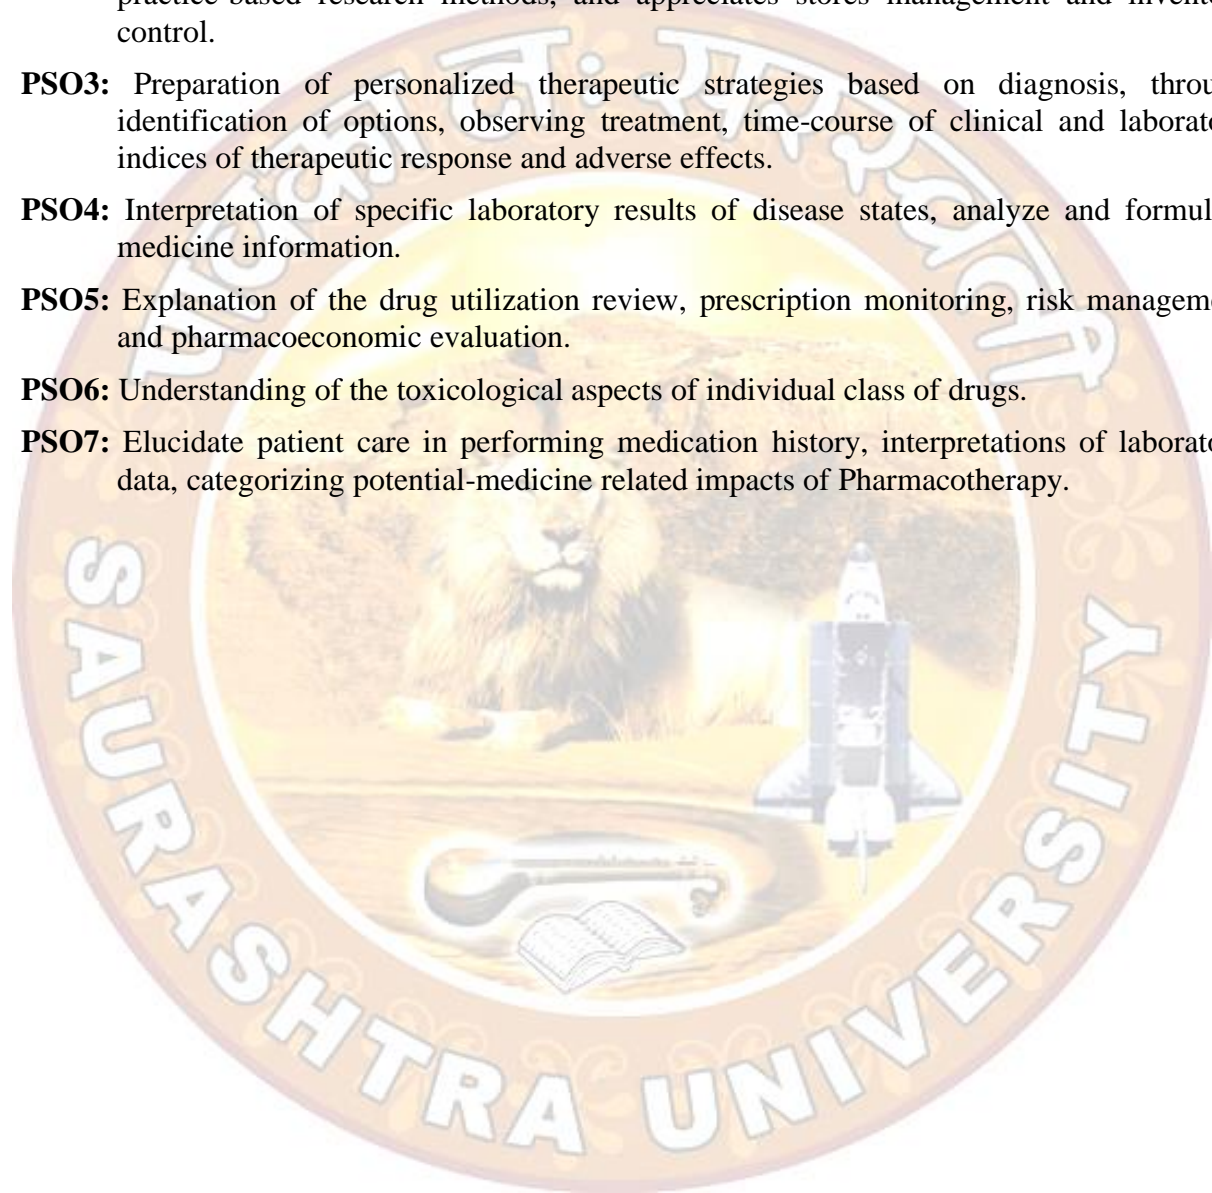 practice-based research methods, and appreciates stores management and invento
control.
PSO3: Preparation of personalized therapeutic strategies based on diagnosis, throu
identification of options, observing treatment, time-course of clinical and laborato
indices of therapeutic response and adverse effects.
PSO4: Interpretation of specific laboratory results of disease states, analyze and formul
medicine information.
PSO5: Explanation of the drug utilization review, prescription monitoring, risk manageme
and pharmacoeconomic evaluation.
PSO6: Understanding of the toxicological aspects of individual class of drugs.
PSO7: Elucidate patient care in performing medication history, interpretations of laborato
data, categorizing potential-medicine related impacts of Pharmacotherapy.
पावका नः सरस्वती
SAURASHTRA UNIVERSITY